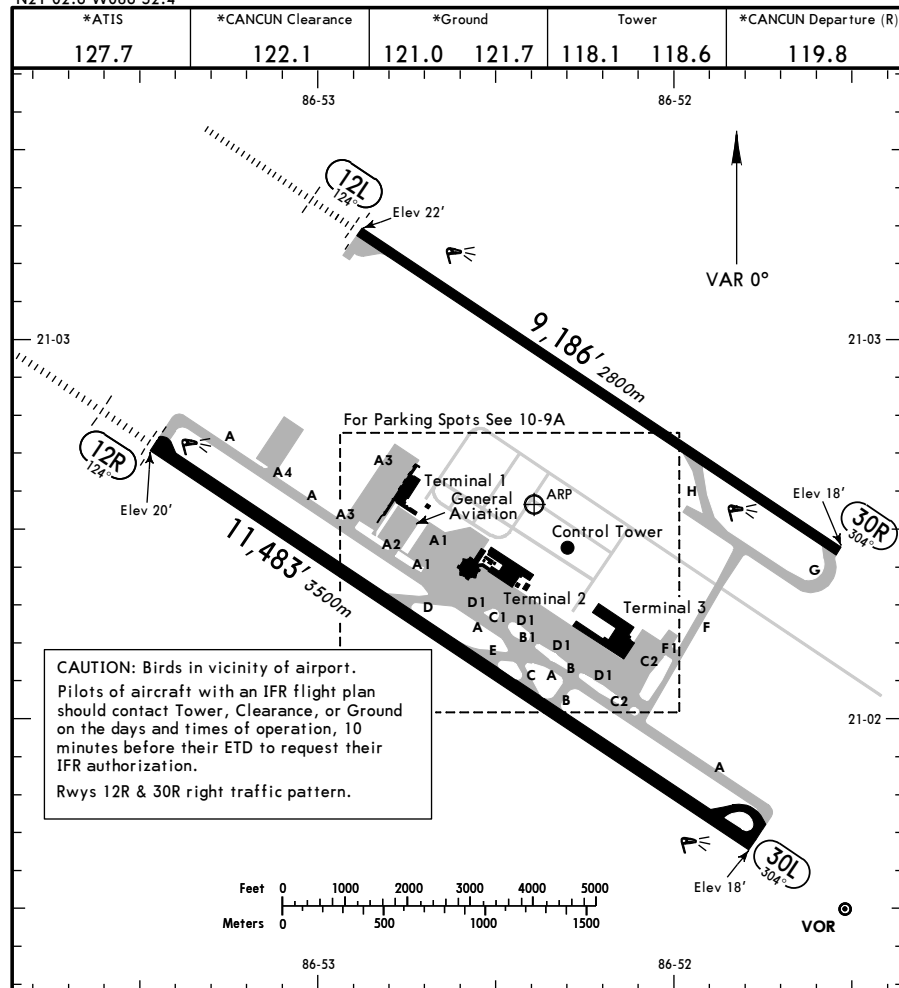 *ATIS
127.7
*CANCUN Clearance
122.1
*Ground
121.0 121.7
Tower
118.1 118.6
*CANCUN Departure (R)
119.8
86-53
86-52
12L
124°
Elev 22'
VAR 0°
21-03
21-03
9,186' 2800m
For Parking Spots See 10-9A
12R
124°
Elev 20'
A
A4
A
A3
A3
Terminal 1
General
Aviation
ARP
H
Elev 18'
30R
304°
A2
A1
A1
Control Tower
G
11,483' 3500m
Terminal 2
D
D1
C1
D1
A
B1
E
D1
Terminal 3
F
F1
C2
C
A
B
D1
B
C2
21-02
A
CAUTION: Birds in vicinity of airport.
Pilots of aircraft with an IFR flight plan
should contact Tower, Clearance, or Ground
on the days and times of operation, 10
minutes before their ETD to request their
IFR authorization.
Rwys 12R & 30R right traffic pattern.
30L
304°
Elev 18'
VOR
Feet 0 1000 2000 3000 4000 5000
Meters 0 500 1000 1500
86-53
86-52